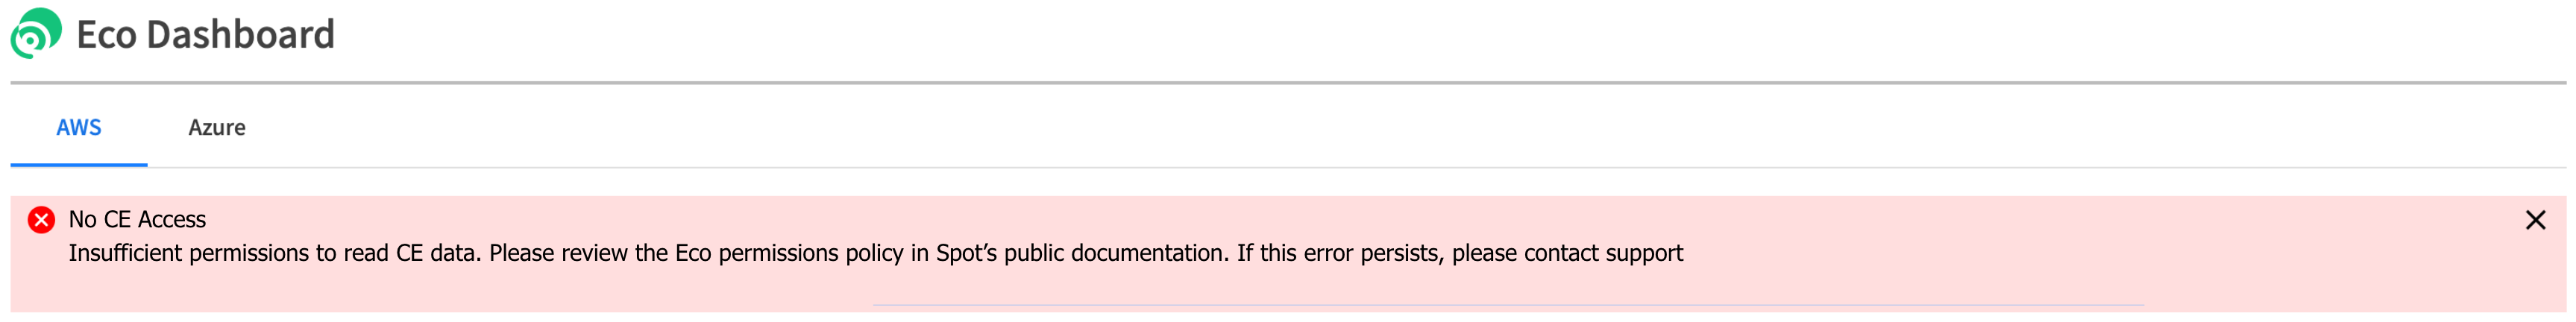 Eco Dashboard
AWS
Azure
No CE Access
Insufficient permissions to read CE data. Please review the Eco permissions policy in Spot’s public documentation. If this error persists, please contact support